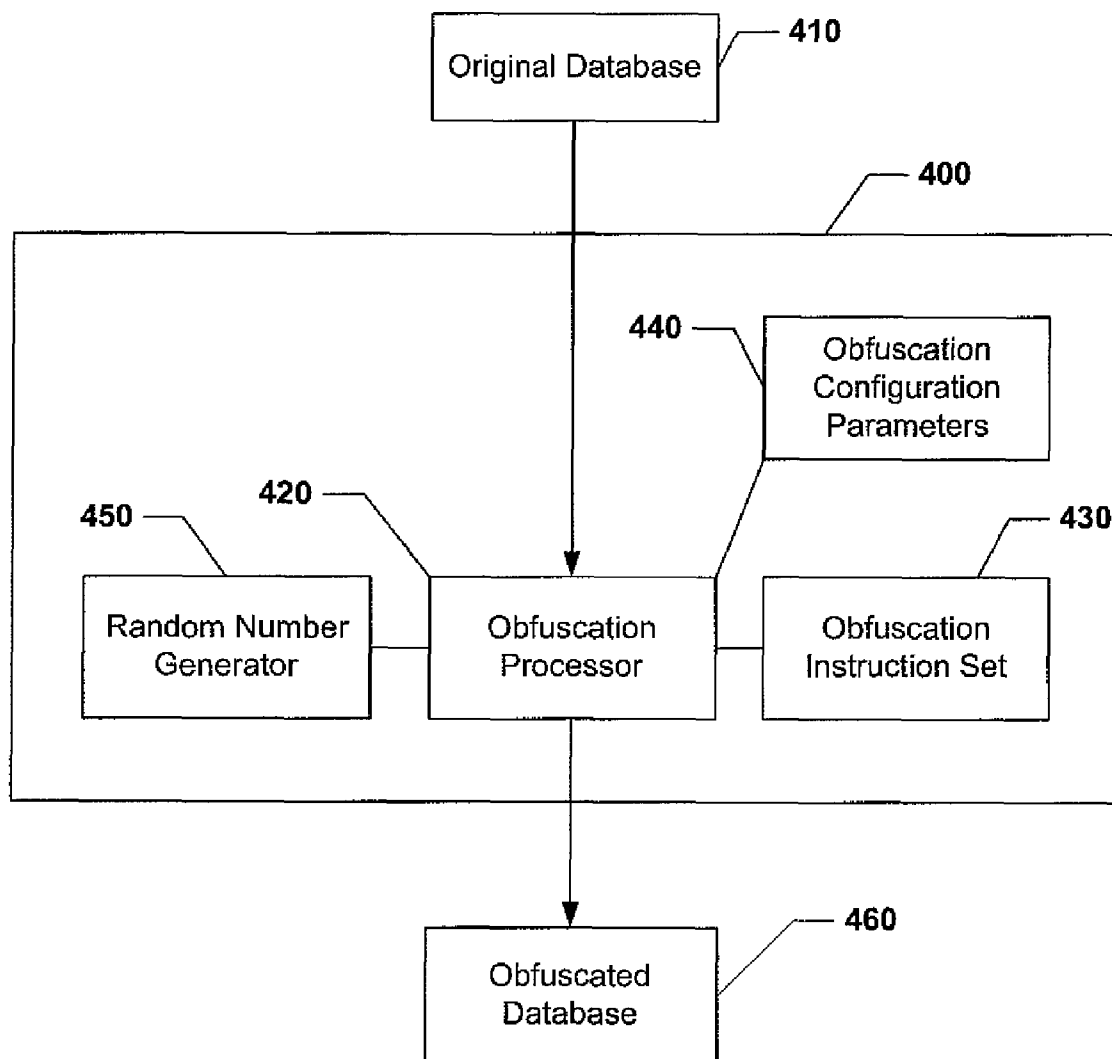 410
Original Database
400
440
Obfuscation
Configuration
Parameters
420
450
430
Random Number
Generator
Obfuscation
Processor
Obfuscation
Instruction Set
460
Obfuscated
Database